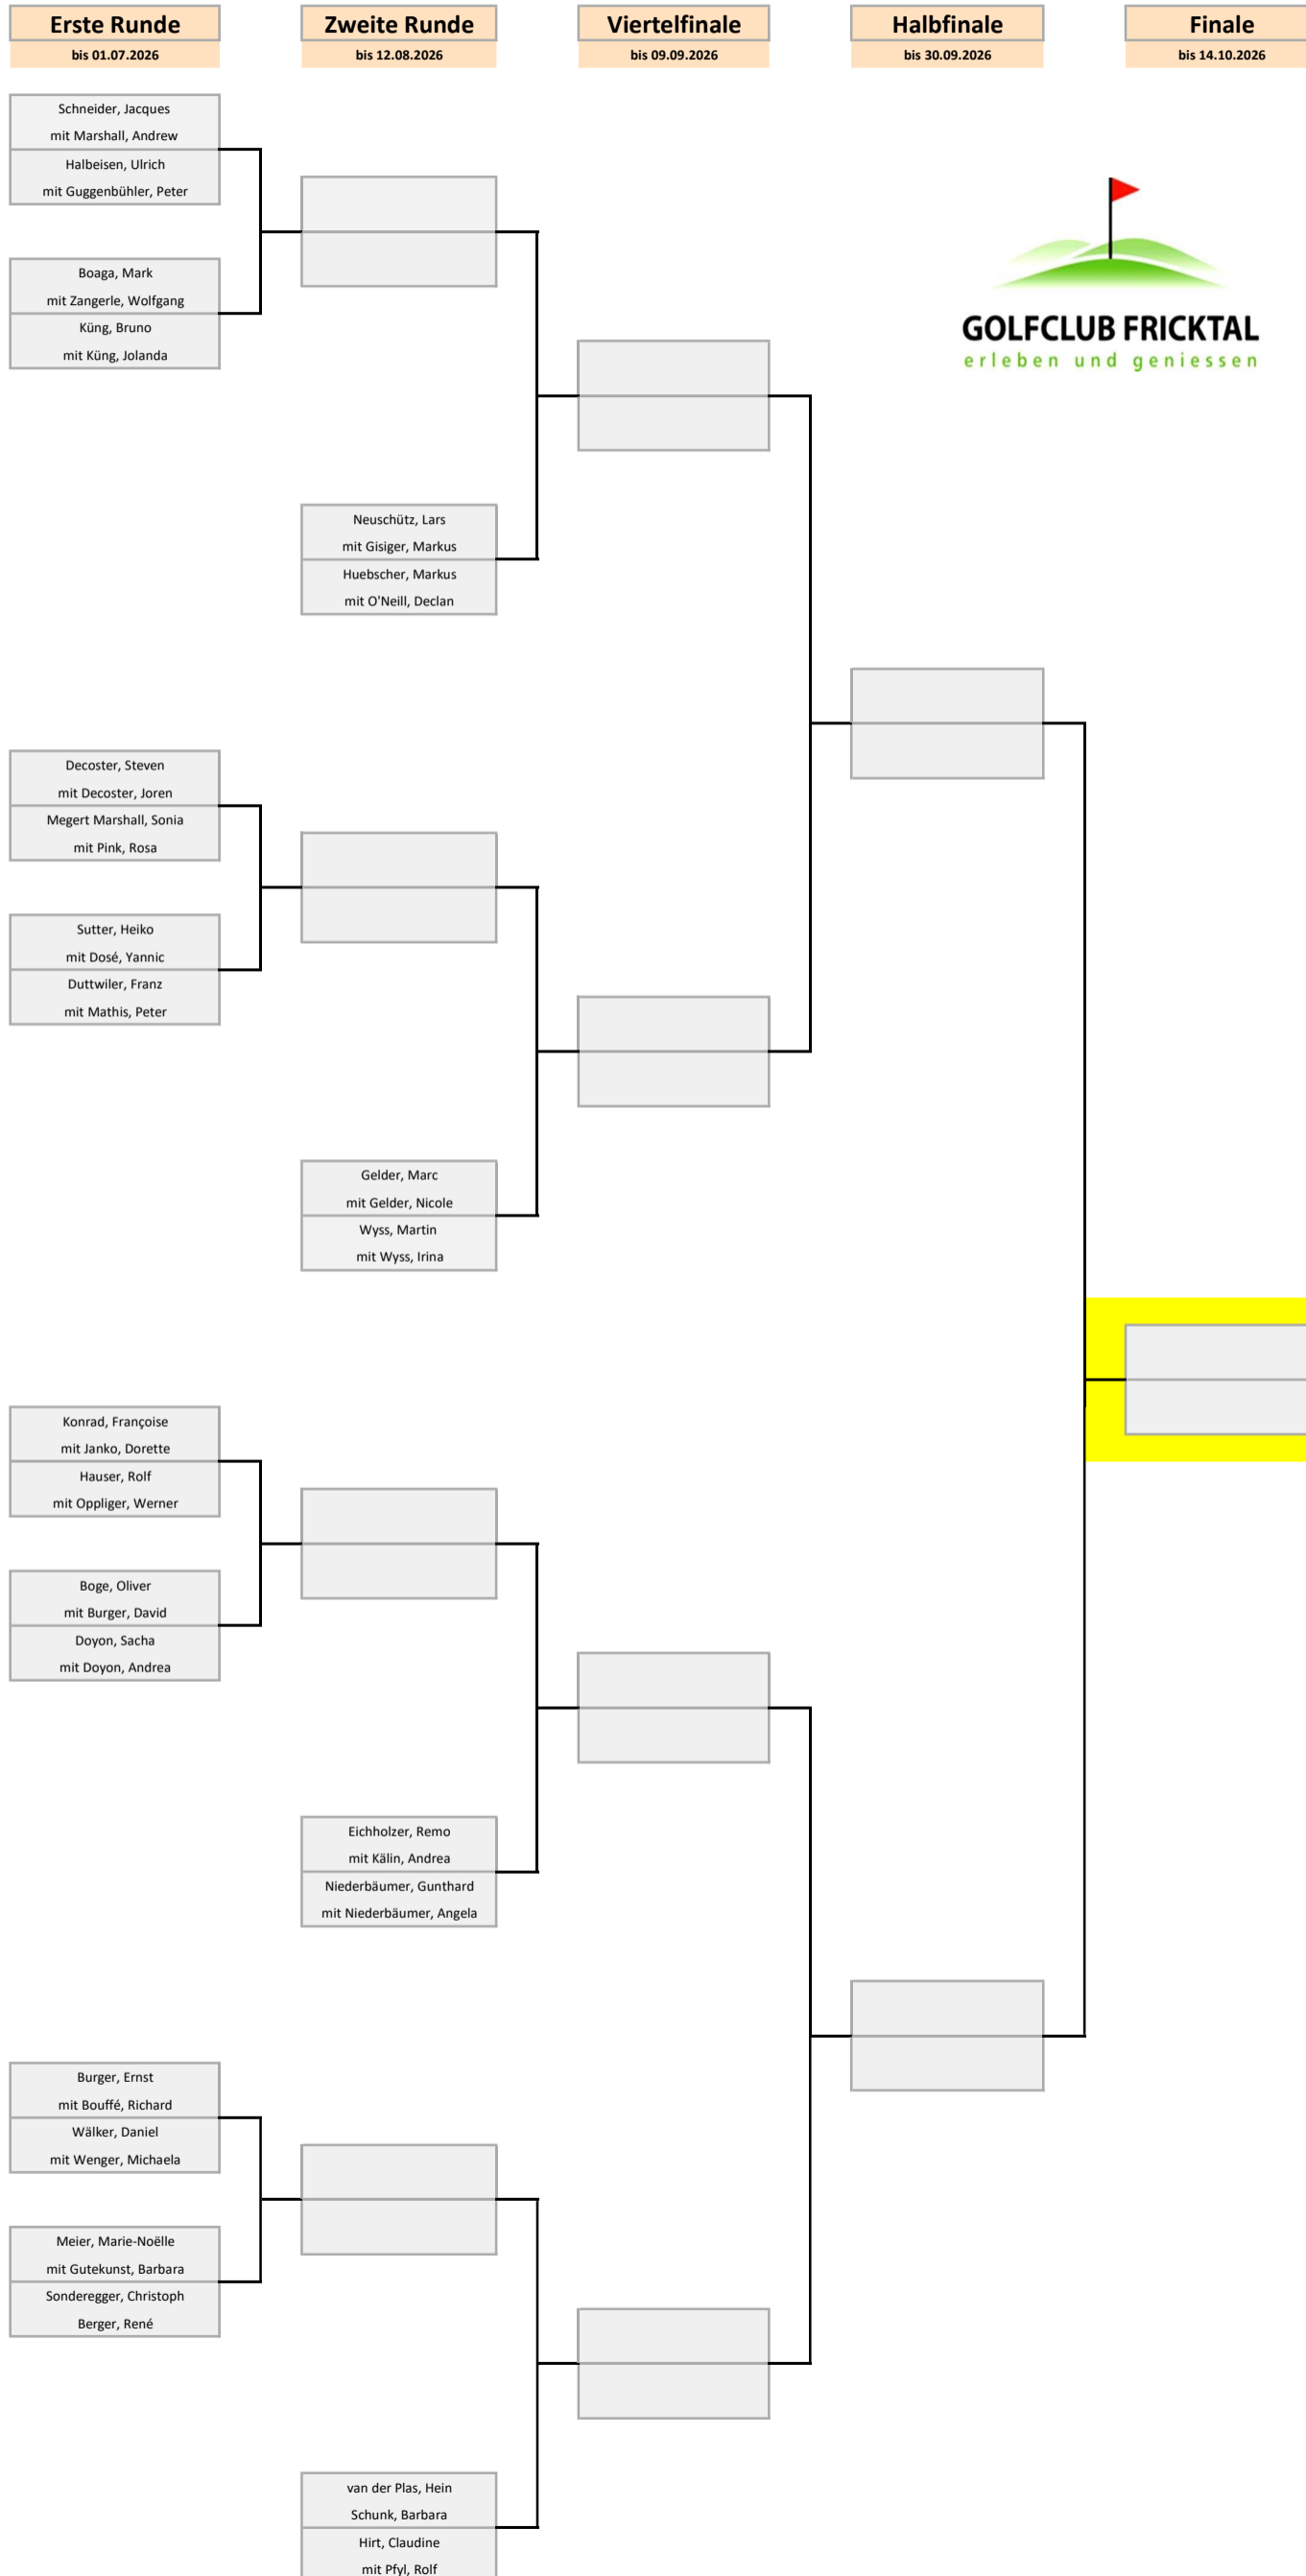 Erste Runde
bis 01.07.2026
Zweite Runde
bis 12.08.2026
Viertelfinale
bis 09.09.2026
Halbfinale
bis 30.09.2026
Finale
bis 14.10.2026
GOLFCLUB FRICKTAL
erleben und geniessen
Schneider, Jacques
mit Marshall, Andrew
Halbeisen, Ulrich
mit Guggenbühler, Peter
Boaga, Mark
mit Zangerle, Wolfgang
Küng, Bruno
mit Küng, Jolanda
Neuschütz, Lars
mit Gisiger, Markus
Huebscher, Markus
mit O'Neill, Declan
Decoster, Steven
mit Decoster, Joren
Megert Marshall, Sonia
mit Pink, Rosa
Sutter, Heiko
mit Dosé, Yannic
Duttwiler, Franz
mit Mathis, Peter
Gelder, Marc
mit Gelder, Nicole
Wyss, Martin
mit Wyss, Irina
Konrad, Françoise
mit Janko, Dorette
Hauser, Rolf
mit Oppliger, Werner
Boge, Oliver
mit Burger, David
Doyon, Sacha
mit Doyon, Andrea
Eichholzer, Remo
mit Kälin, Andrea
Niederbäumer, Gunthard
mit Niederbäumer, Angela
Burger, Ernst
mit Bouffé, Richard
Wälker, Daniel
mit Wenger, Michaela
Meier, Marie-Noëlle
mit Gutekunst, Barbara
Sonderegger, Christoph
Berger, René
van der Plas, Hein
Schunk, Barbara
Hirt, Claudine
mit Pfyl, Rolf